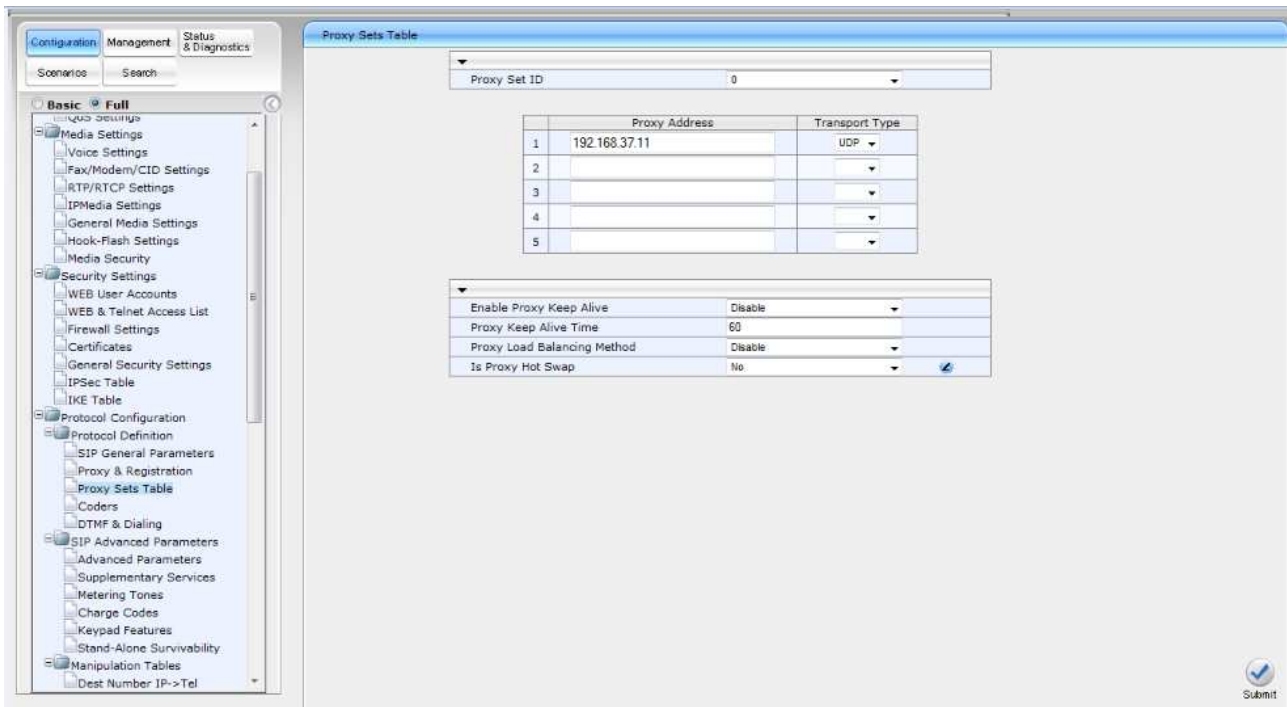 Configuration
Management
Status
& Diagnostics
Scenarios
Search
Basic
Full
QoS Settings
Media Settings
Voice Settings
Fax/Modem/CID Settings
RTP/RTCP Settings
IPMedia Settings
General Media Settings
Hook-Flash Settings
Media Security
Security Settings
WEB User Accounts
WEB & Telnet Access List
Firewall Settings
Certificates
General Security Settings
IPSec Table
IKE Table
Protocol Configuration
Protocol Definition
SIP General Parameters
Proxy & Registration
Proxy Sets Table
Coders
DTMF & Dialing
SIP Advanced Parameters
Advanced Parameters
Supplementary Services
Metering Tones
Charge Codes
Keypad Features
Stand-Alone Survivability
Manipulation Tables
Dest Number IP->Tel
Proxy Sets Table
Proxy Set ID 0
Proxy Address Transport Type
1 192.168.37.11 UDP
2
3
4
5
Enable Proxy Keep Alive Disable
Proxy Keep Alive Time 60
Proxy Load Balancing Method Disable
Is Proxy Hot Swap No
Submit